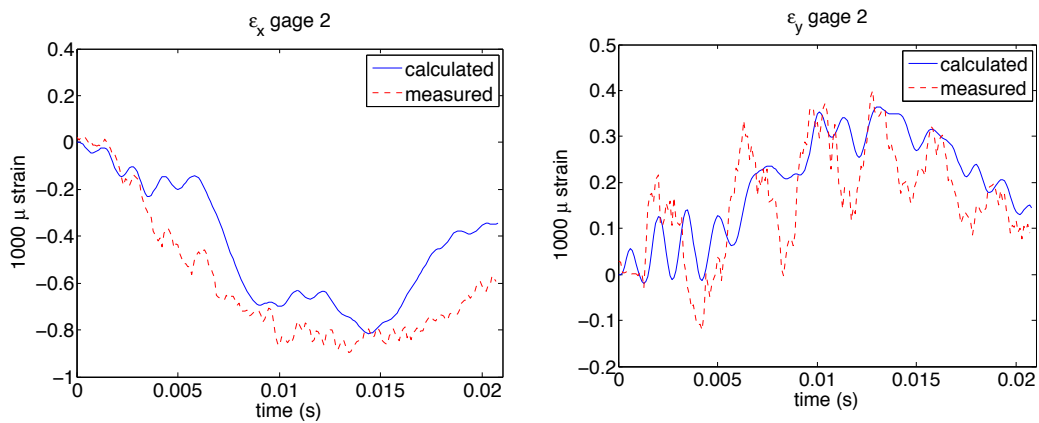 ε_x gage 2
0.4
0.2
0
−0.2
−0.4
−0.6
−0.8
−1
0 0.005 0.01 0.015 0.02
1000 μ strain
time (s)
calculated
measured
ε_y gage 2
0.5
0.4
0.3
0.2
0.1
0
−0.1
−0.2
0 0.005 0.01 0.015 0.02
1000 μ strain
time (s)
calculated
measured